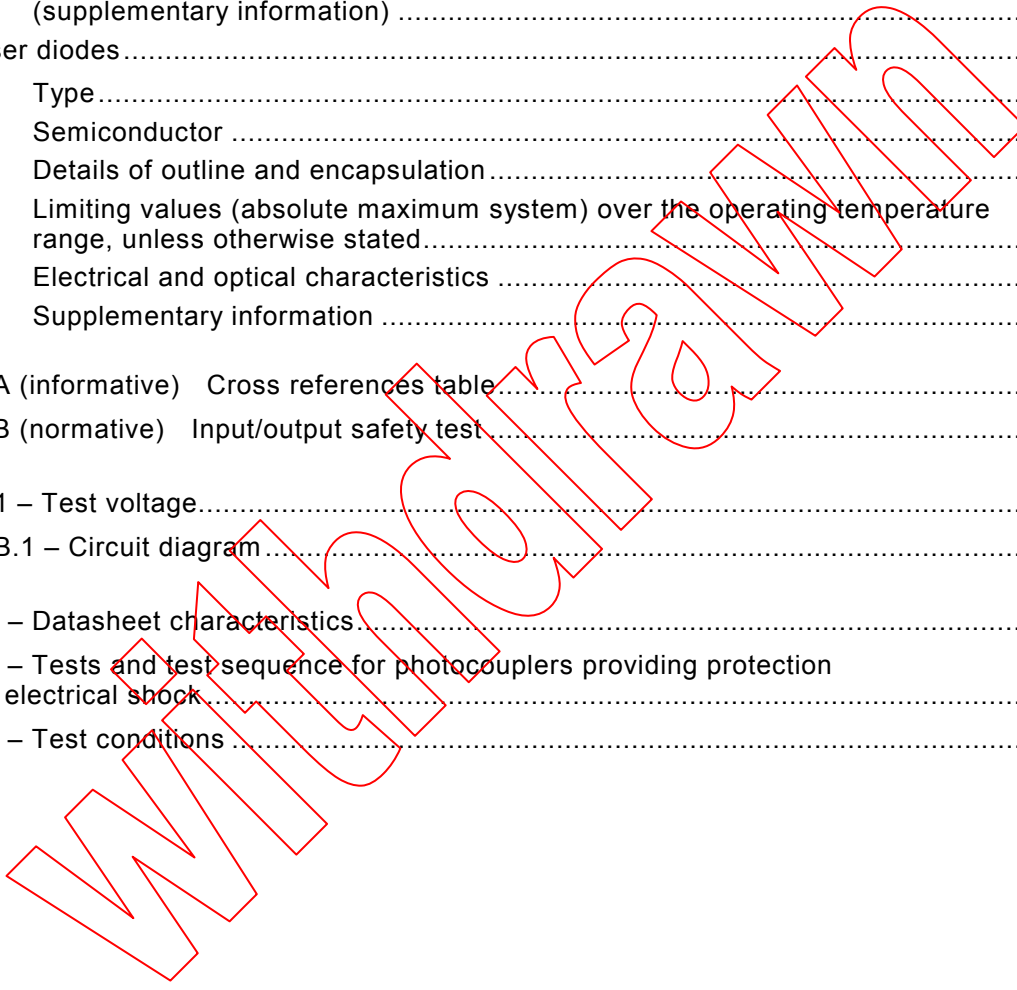 (supplementary information) ........................................................................
ser diodes........................................................................
Type........................................................................
Semiconductor ........................................................................
Details of outline and encapsulation ........................................................................
Limiting values (absolute maximum system) over the operating temperature
range, unless otherwise stated ........................................................................
Electrical and optical characteristics ........................................................................
Supplementary information ........................................................................
A (informative) Cross references table ........................................................................
B (normative) Input/output safety test ........................................................................
1 – Test voltage........................................................................
B.1 – Circuit diagram ........................................................................
– Datasheet characteristics ........................................................................
– Tests and test sequence for photocouplers providing protection
electrical shock ........................................................................
– Test conditions ........................................................................
withdrawn